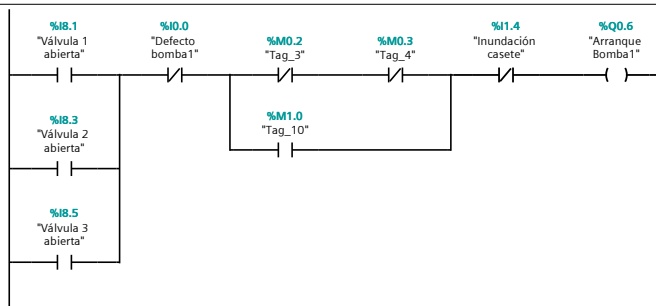 %I8.1
"Válvula 1
abierta"
%I0.0
"Defecto
bomba1"
%M0.2
"Tag_3"
%M0.3
"Tag_4"
%I1.4
"Inundación
casete"
%Q0.6
"Arranque
Bomba1"
%I8.3
"Válvula 2
abierta"
%M1.0
"Tag_10"
%I8.5
"Válvula 3
abierta"